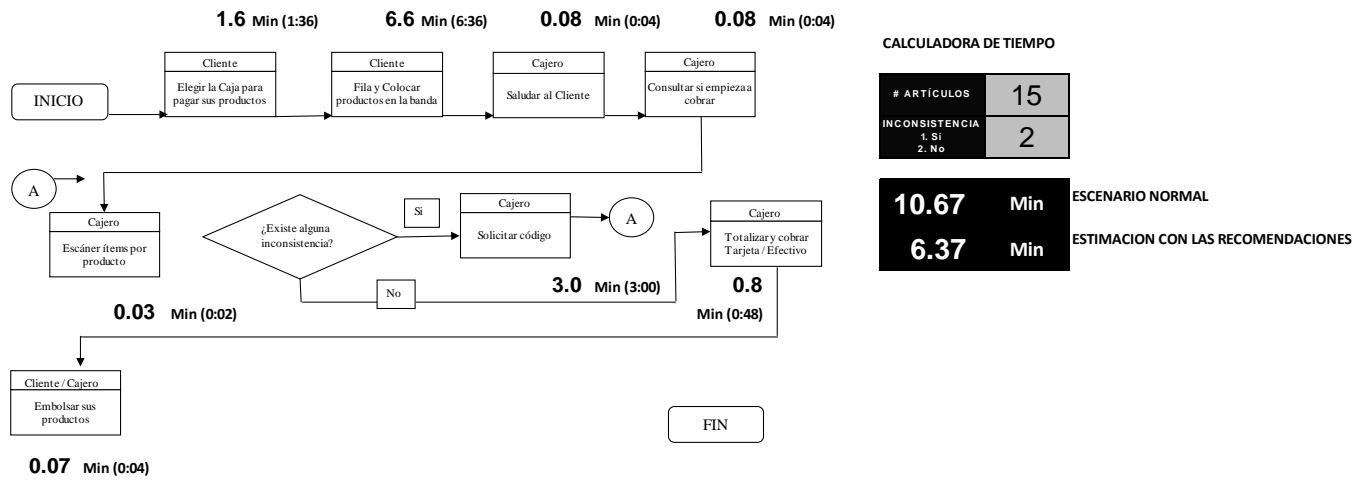 1.6 Min (1:36)
6.6 Min (6:36)
0.08 Min (0:04)
0.08 Min (0:04)
CALCULADORA DE TIEMPO
INICIO
Cliente
Elegir la Caja para
pagar sus productos
Cliente
Fila y Colocar
productos en la banda
Cajero
Saludar al Cliente
Cajero
Consultar si empieza a
cobrar
# ARTÍCULOS
15
INCONSISTENCIA
1. Sí
2. No
2
A
Cajero
Escáner ítems por
producto
¿Existe alguna
inconsistencia?
Si
Cajero
Solicitar código
A
Cajero
Totalizar y cobrar
Tarjeta / Efectivo
10.67 Min
ESCENARIO NORMAL
6.37 Min
ESTIMACION CON LAS RECOMENDACIONES
No
3.0 Min (3:00)
0.8
Min (0:48)
0.03 Min (0:02)
Cliente / Cajero
Embolsar sus
productos
FIN
0.07 Min (0:04)